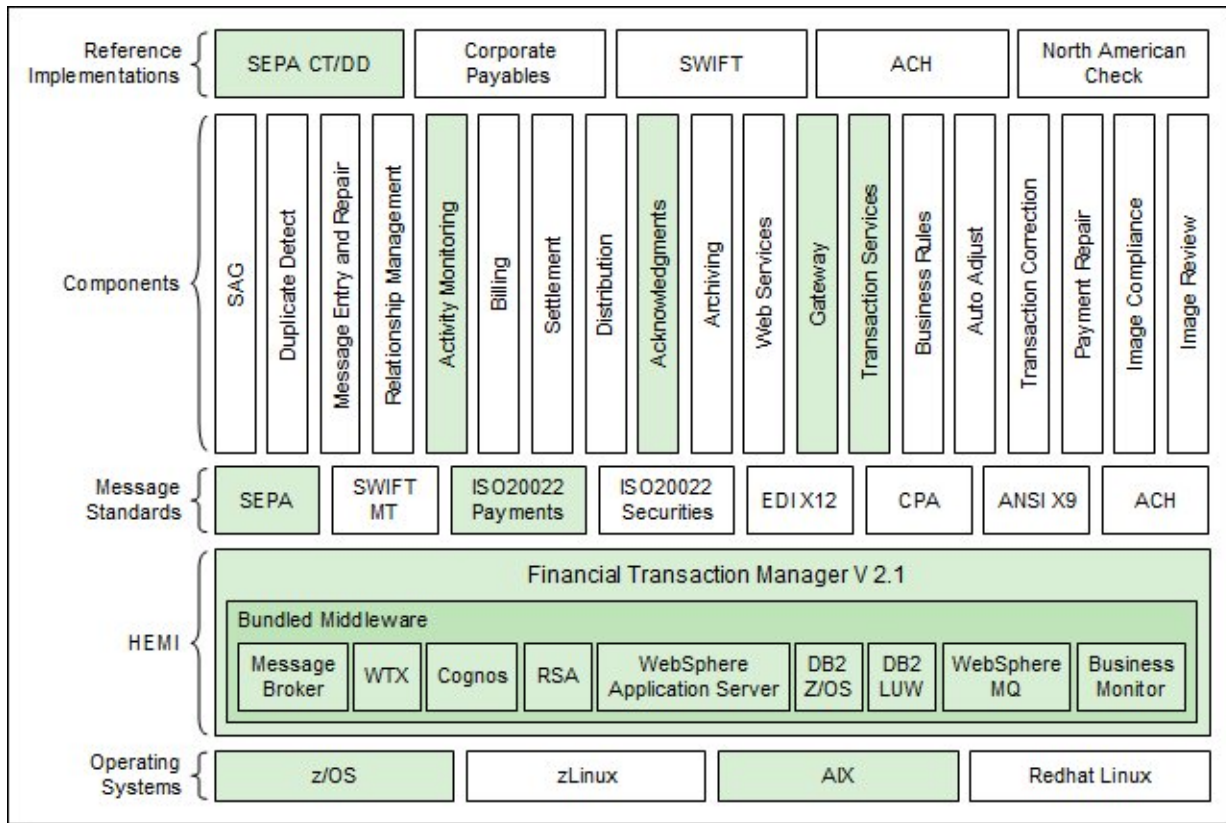 Reference
Implementations
SEPA CT/DD
Corporate
Payables
SWIFT
ACH
North American
Check
Components
SAG
Duplicate Detect
Message Entry and Repair
Relationship Management
Activity Monitoring
Billing
Settlement
Distribution
Acknowledgments
Archiving
Web Services
Gateway
Transaction Services
Business Rules
Auto Adjust
Transaction Correction
Payment Repair
Image Compliance
Image Review
Message
Standards
SEPA
SWIFT
MT
ISO20022
Payments
ISO20022
Securities
EDI X12
CPA
ANSI X9
ACH
HEMI
Financial Transaction Manager V 2.1
Bundled Middleware
Message
Broker
WTX
Cognos
RSA
WebSphere
Application Server
DB2
Z/OS
DB2
LUW
WebSphere
MQ
Business
Monitor
Operating
Systems
z/OS
zLinux
AIX
Redhat Linux